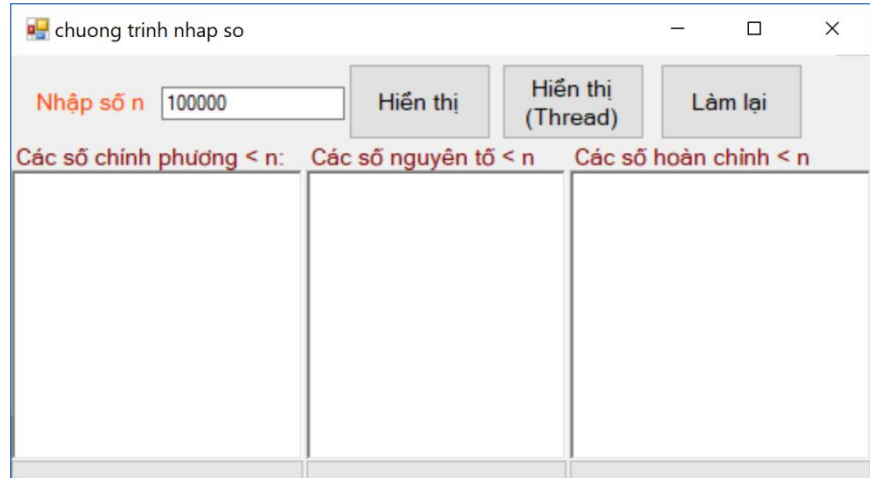 chuong trinh nhap so
Nhập số n 100000 Hiển thị Hiển thị (Thread) Làm lại
Các số chính phương < n: Các số nguyên tố < n Các số hoàn chỉnh < n